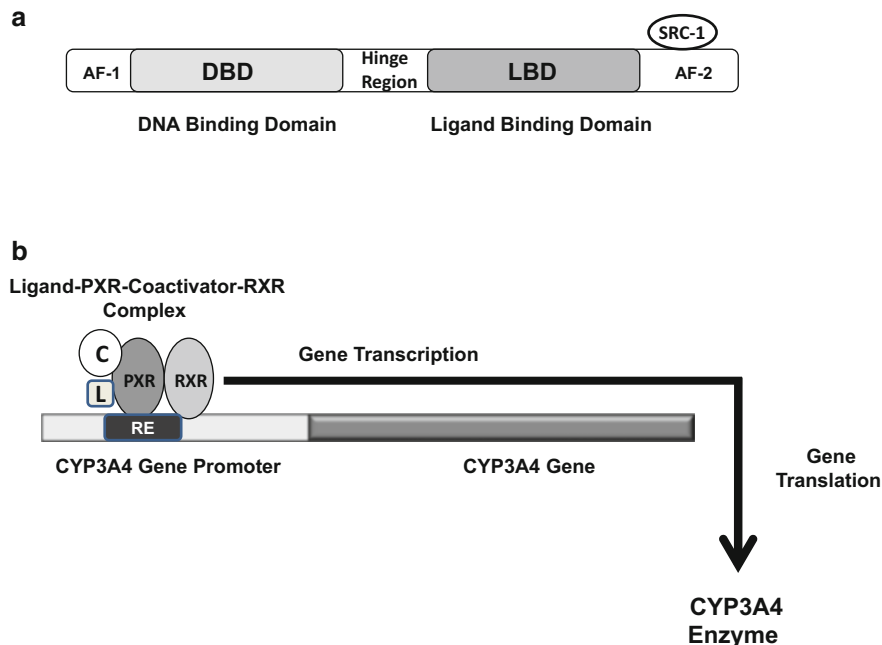 a
SRC-1
AF-1 DBD Hinge Region LBD AF-2
DNA Binding Domain Ligand Binding Domain
b
Ligand-PXR-Coactivator-RXR
Complex
C
L
PXR RXR
Gene Transcription
RE
CYP3A4 Gene Promoter CYP3A4 Gene
Gene
Translation
CYP3A4
Enzyme